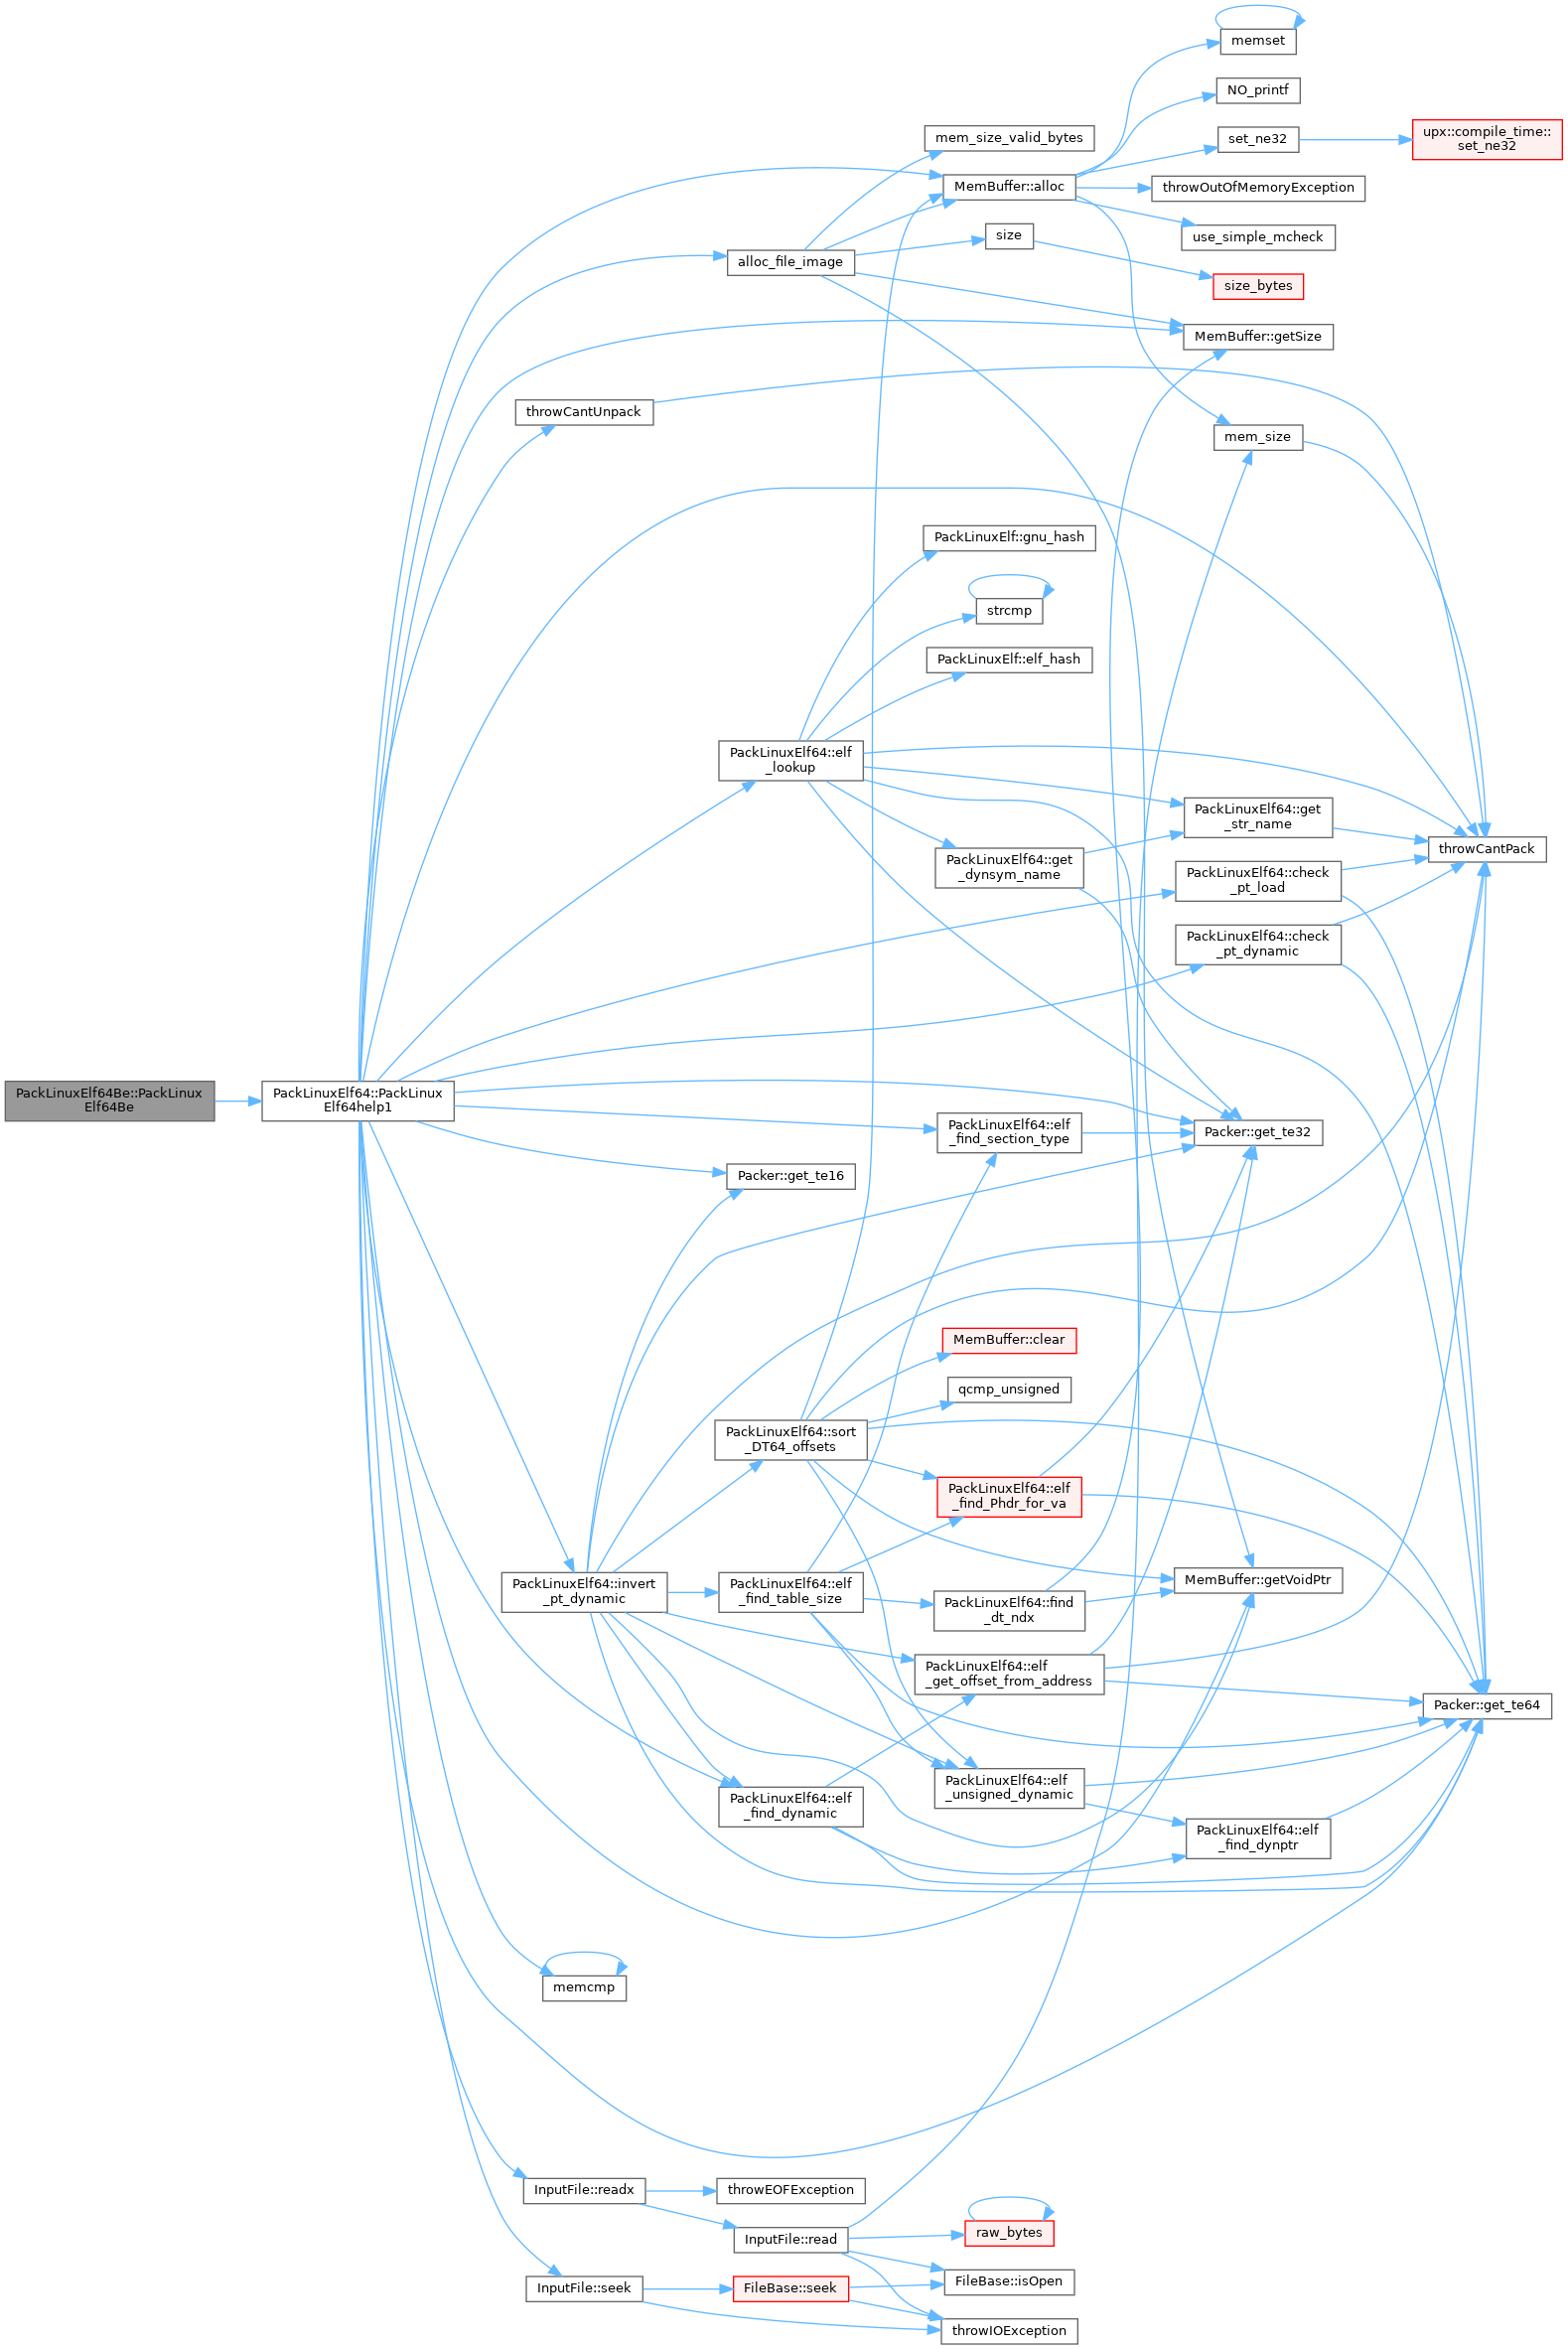 memset
NO_printf
set_ne32
upx::compile_time::
set_ne32
mem_size_valid_bytes
MemBuffer::alloc
throwOutOfMemoryException
use_simple_mcheck
size
alloc_file_image
size_bytes
MemBuffer::getSize
throwCantUnpack
mem_size
PackLinuxElf::gnu_hash
strcmp
PackLinuxElf::elf_hash
PackLinuxElf64::elf
_lookup
PackLinuxElf64::get
_str_name
throwCantPack
PackLinuxElf64::get
_dynsym_name
PackLinuxElf64::check
_pt_load
PackLinuxElf64::check
_pt_dynamic
PackLinuxElf64Be::PackLinux
Elf64Be
PackLinuxElf64::PackLinux
Elf64help1
PackLinuxElf64::elf
_find_section_type
Packer::get_te32
Packer::get_te16
MemBuffer::clear
qcmp_unsigned
PackLinuxElf64::sort
_DT64_offsets
PackLinuxElf64::elf
_find_Phdr_for_va
PackLinuxElf64::invert
_pt_dynamic
PackLinuxElf64::elf
_find_table_size
PackLinuxElf64::find
_dt_ndx
MemBuffer::getVoidPtr
PackLinuxElf64::elf
_get_offset_from_address
Packer::get_te64
PackLinuxElf64::elf
_unsigned_dynamic
PackLinuxElf64::elf
_find_dynamic
PackLinuxElf64::elf
_find_dynptr
memcmp
InputFile::readx
throwEOFException
InputFile::read
raw_bytes
FileBase::isOpen
InputFile::seek
FileBase::seek
throwIOException